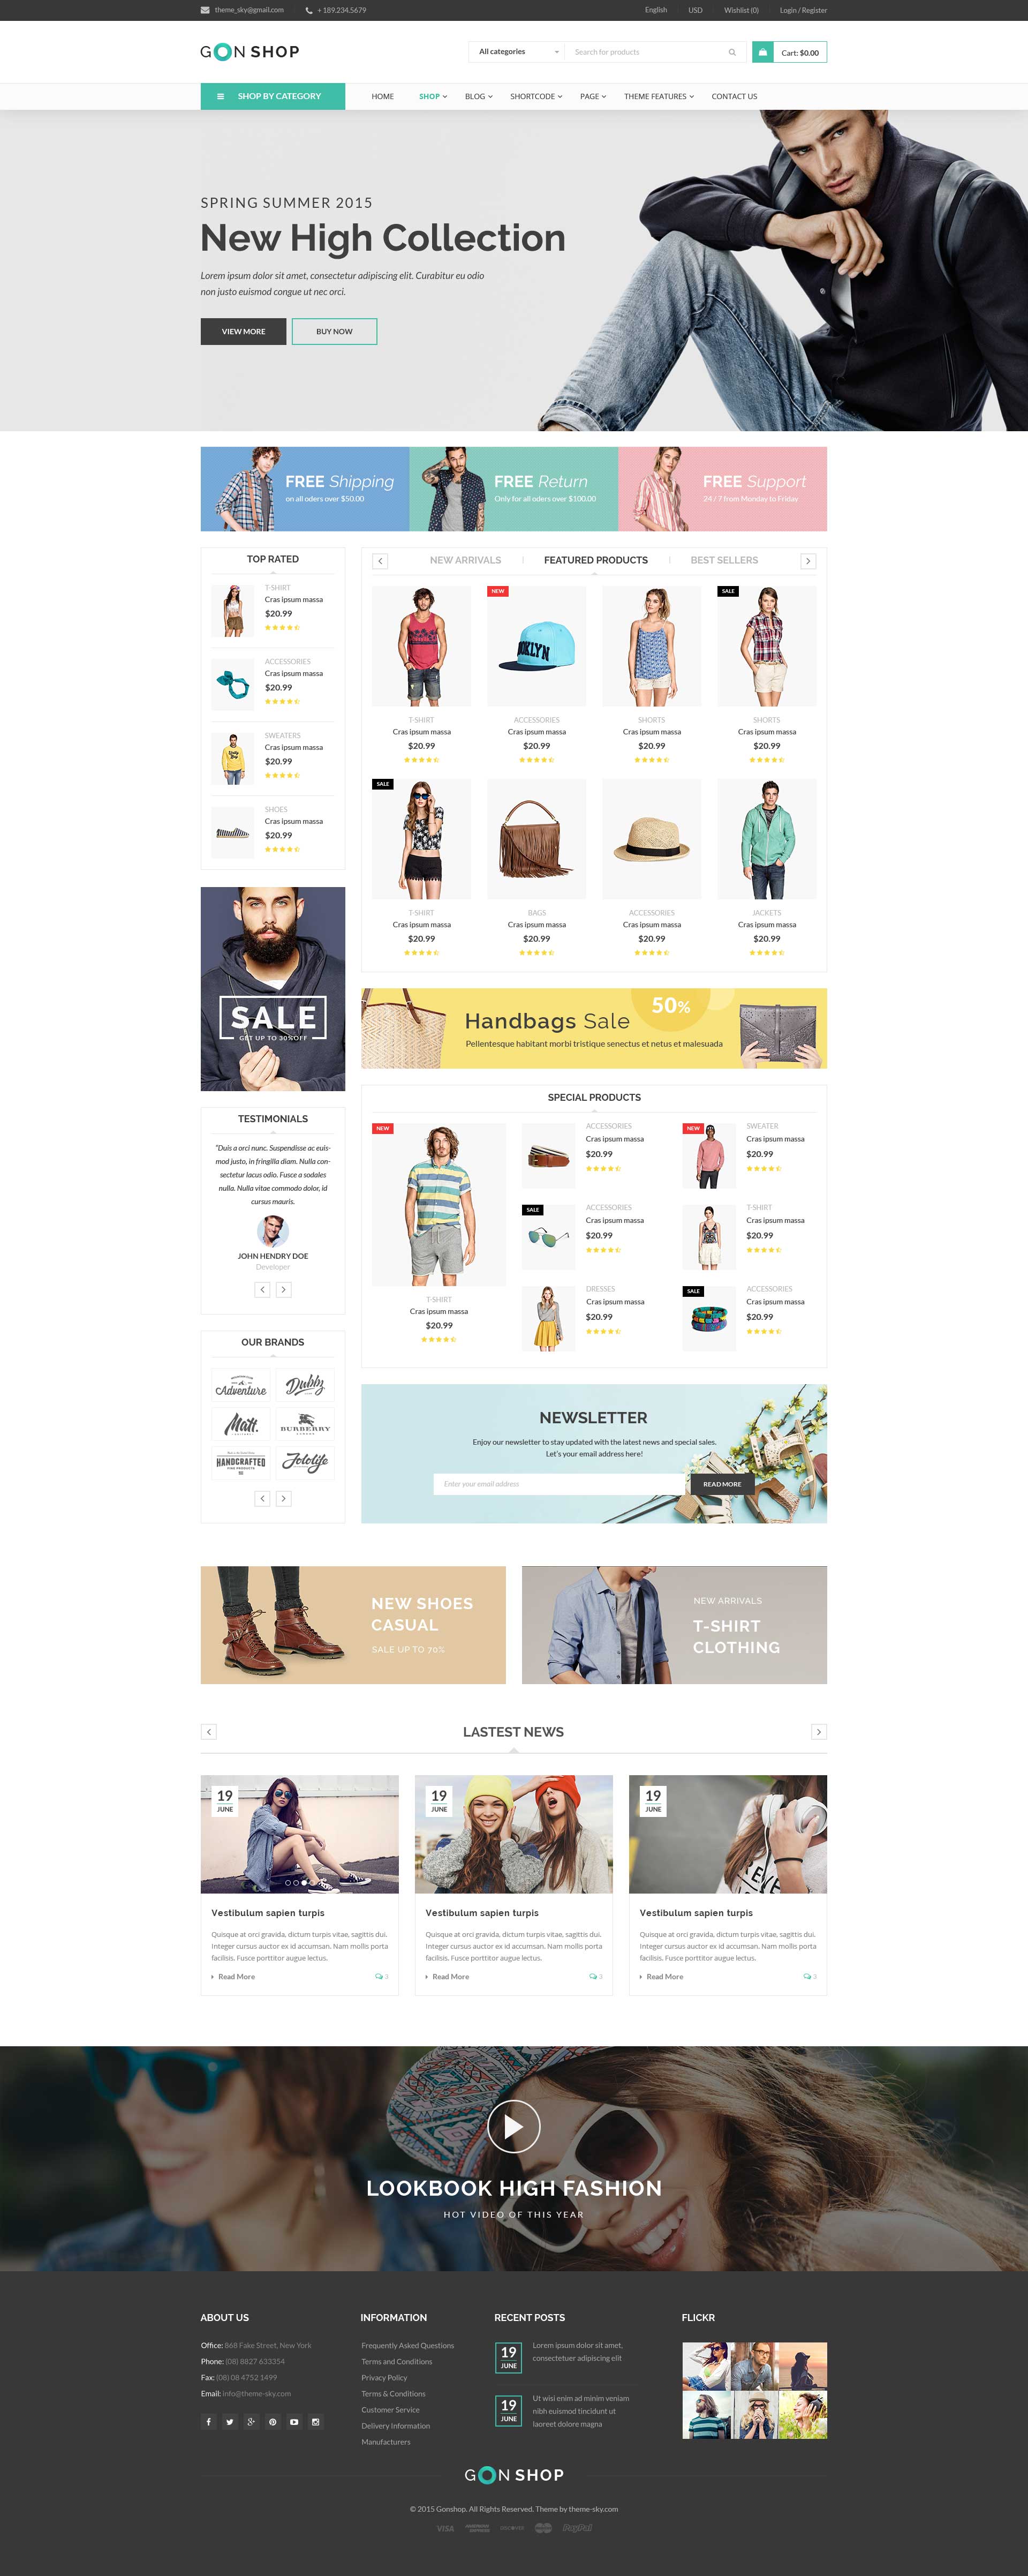 theme_sky@gmail.com
+ 189.234.5679
English
USD
Wishlist (0)
Login / Register
GON SHOP
All categories
Search for products
Cart: $0.00
SHOP BY CATEGORY
HOME
SHOP
BLOG
SHORTCODE
PAGE
THEME FEATURES
CONTACT US
SPRING SUMMER 2015
New High Collection
Lorem ipsum dolor sit amet, consectetur adipiscing elit. Curabitur eu odio
non justo euismod congue ut nec orci.
VIEW MORE
BUY NOW
FREE Shipping
on all oders over $50.00
FREE Return
Only for all oders over $100.00
FREE Support
24 / 7 from Monday to Friday
TOP RATED
T-SHIRT
Cras ipsum massa
$20.99
ACCESSORIES
Cras ipsum massa
$20.99
SWEATERS
Cras ipsum massa
$20.99
SHOES
Cras ipsum massa
$20.99
NEW ARRIVALS
FEATURED PRODUCTS
BEST SELLERS
T-SHIRT
Cras ipsum massa
$20.99
NEW
OOKLYN
ACCESSORIES
Cras ipsum massa
$20.99
SHORTS
Cras ipsum massa
$20.99
SALE
SHORTS
Cras ipsum massa
$20.99
SALE
T-SHIRT
Cras ipsum massa
$20.99
BAGS
Cras ipsum massa
$20.99
ACCESSORIES
Cras ipsum massa
$20.99
JACKETS
Cras ipsum massa
$20.99
SALE
GET UP TO 30%OFF
Handbags Sale
50%
Pellentesque habitant morbi tristique senectus et netus et malesuada
TESTIMONIALS
"Duis a orci nunc. Suspendisse ac euis-
mod justo, in fringilla diam. Nulla con-
sectetur lacus odio. Fusce a sodales
nulla. Nulla vitae commodo dolor, id
cursus mauris.
JOHN HENDRY DOE
Developer
OUR BRANDS
Adventure
Dubby
Matt.
BURBERRY
HANDCRAFTED
Jotolife
SPECIAL PRODUCTS
NEW
T-SHIRT
Cras ipsum massa
$20.99
ACCESSORIES
Cras ipsum massa
$20.99
SALE
ACCESSORIES
Cras ipsum massa
$20.99
DRESSES
Cras ipsum massa
$20.99
NEW
SWEATER
Cras ipsum massa
$20.99
T-SHIRT
Cras ipsum massa
$20.99
SALE
ACCESSORIES
Cras ipsum massa
$20.99
NEWSLETTER
Enjoy our newsletter to stay updated with the latest news and special sales.
Let's your email address here!
Enter your email address
READ MORE
NEW SHOES
CASUAL
SALE UP TO 70%
NEW ARRIVALS
T-SHIRT
CLOTHING
LASTEST NEWS
19
JUNE
Vestibulum sapien turpis
Quisque at orci gravida, dictum turpis vitae, sagittis dui.
Integer cursus auctor ex id accumsan. Nam mollis porta
facilisis. Fusce porttitor augue lectus.
Read More
3
19
JUNE
Vestibulum sapien turpis
Quisque at orci gravida, dictum turpis vitae, sagittis dui.
Integer cursus auctor ex id accumsan. Nam mollis porta
facilisis. Fusce porttitor augue lectus.
Read More
3
19
JUNE
Vestibulum sapien turpis
Quisque at orci gravida, dictum turpis vitae, sagittis dui.
Integer cursus auctor ex id accumsan. Nam mollis porta
facilisis. Fusce porttitor augue lectus.
Read More
3
LOOKBOOK HIGH FASHION
HOT VIDEO OF THIS YEAR
ABOUT US
Office: 868 Fake Street, New York
Phone: (08) 8827 633354
Fax: (08) 08 4752 1499
Email: info@theme-sky.com
INFORMATION
Frequently Asked Questions
Terms and Conditions
Privacy Policy
Terms & Conditions
Customer Service
Delivery Information
Manufacturers
RECENT POSTS
19
JUNE
Lorem ipsum dolor sit amet,
consectetuer adipiscing elit
19
JUNE
Ut wisi enim ad minim veniam
nibh euismod tincidunt ut
laoreet dolore magna
FLICKR
GON SHOP
© 2015 Gonshop. All Rights Reserved. Theme by theme-sky.com
VISA
DISCOVER
PayPal